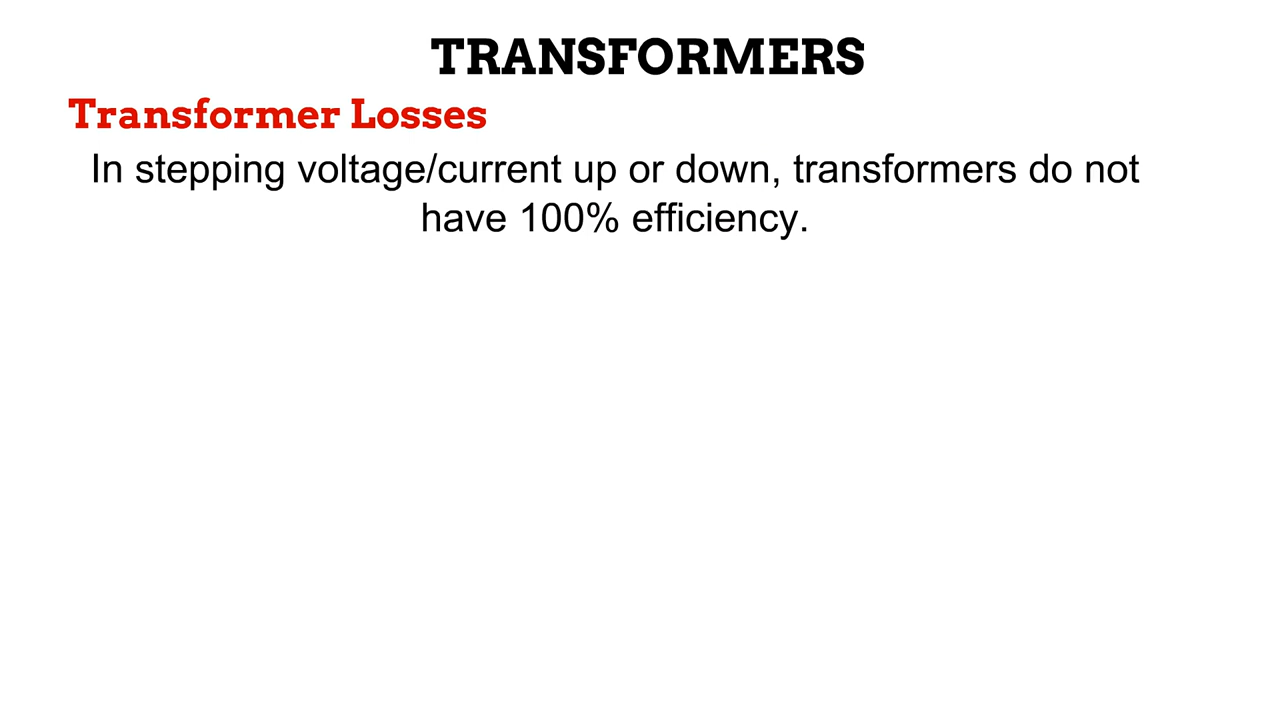 TRANSFORMERS
Transformer Losses
In stepping voltage/current up or down, transformers do not
have 100% efficiency.